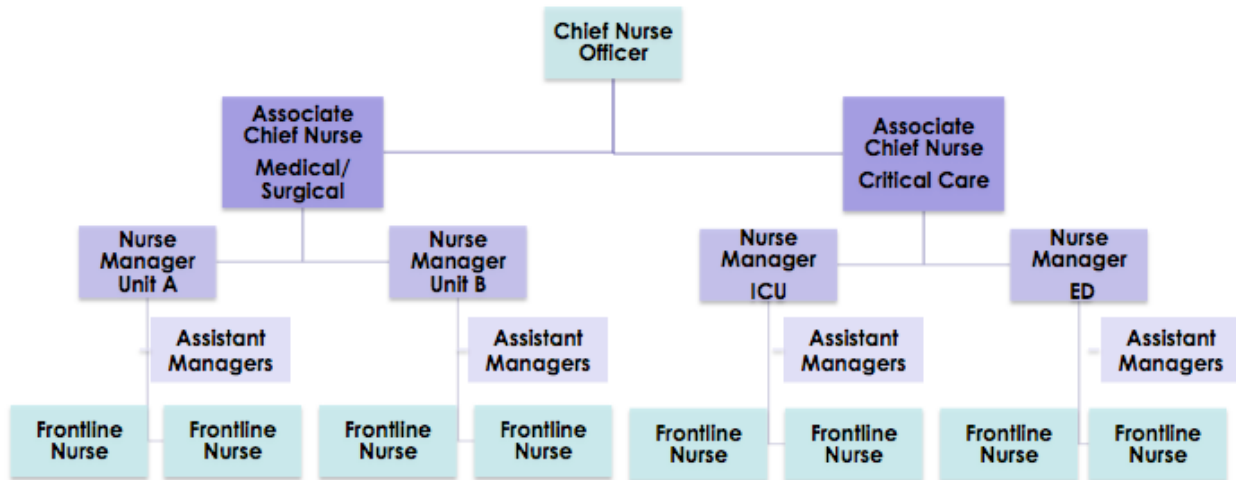 Chief Nurse
Officer
Associate
Chief Nurse
Medical/
Surgical
Associate
Chief Nurse
Critical Care
Nurse
Manager
Unit A
Nurse
Manager
Unit B
Nurse
Manager
ICU
Nurse
Manager
ED
Assistant
Managers
Assistant
Managers
Assistant
Managers
Assistant
Managers
Frontline
Nurse
Frontline
Nurse
Frontline
Nurse
Frontline
Nurse
Frontline
Nurse
Frontline
Nurse
Frontline
Nurse
Frontline
Nurse